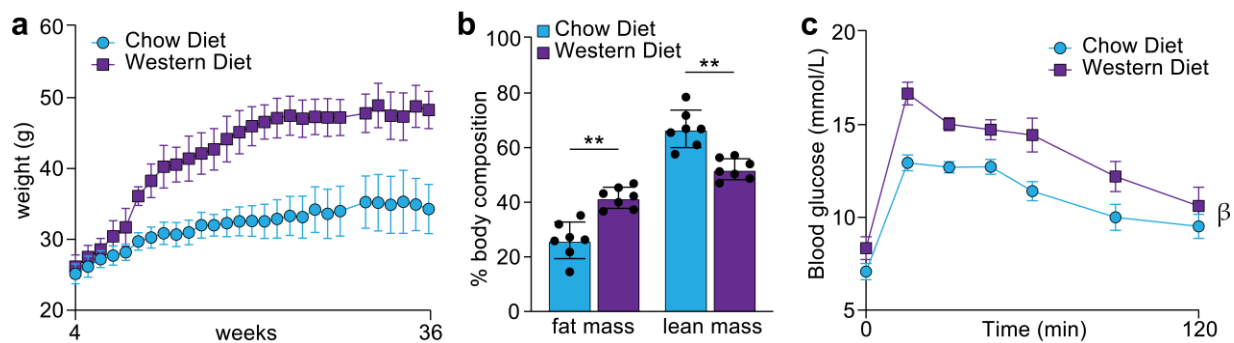 a
60
50
40
30
20
weight (g)
Chow Diet
Western Diet
4 weeks 36
b
Chow Diet
Western Diet
100
80
60
40
20
0
% body composition
**
**
fat mass lean mass
c
20
15
10
5
Blood glucose (mmol/L)
Chow Diet
Western Diet
β
0 Time (min) 120